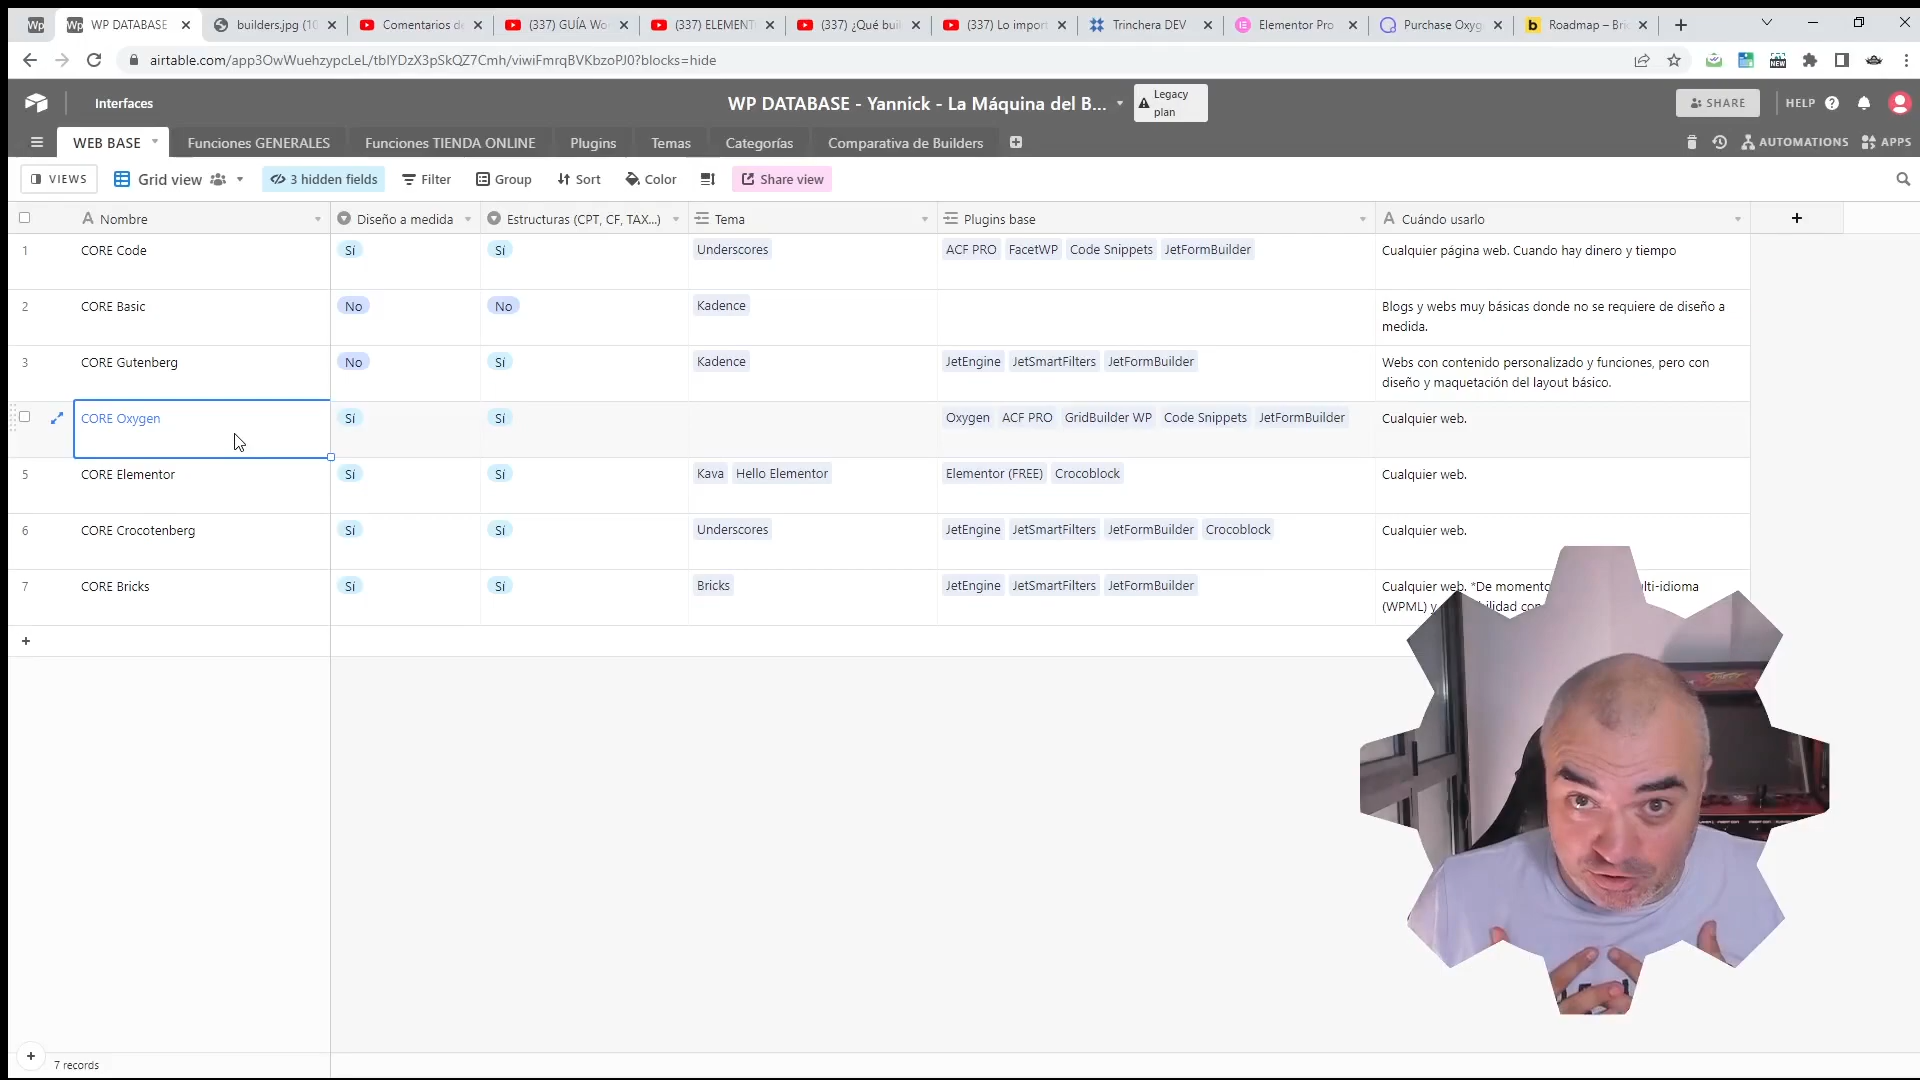 WP DATABASE
builders.jpg (10
Comentarios de
(337) GUÍA Wo
(337) ELEMENT
(337) ¿Qué bui
(337) Lo import
Trinchera DEV
Elementor Pro
Purchase Oxyg
Roadmap – Bric
airtable.com/app3OwWuehzypcLeL/tblYDzX3pSkQZ7Cmh/viwiFmrqBVKbzoPJ0?blocks=hide
Interfaces
WP DATABASE - Yannick - La Máquina del B...
Legacy plan
SHARE
HELP
WEB BASE
Funciones GENERALES
Funciones TIENDA ONLINE
Plugins
Temas
Categorías
Comparativa de Builders
AUTOMATIONS
APPS
VIEWS
Grid view
3 hidden fields
Filter
Group
Sort
Color
Share view
Nombre
Diseño a medida
Estructuras (CPT, CF, TAX...)
Tema
Plugins base
Cuándo usarlo
1 CORE Code Sí Sí Underscores ACF PRO FacetWP Code Snippets JetFormBuilder Cualquier página web. Cuando hay dinero y tiempo
2 CORE Basic No No Kadence Blogs y webs muy básicas donde no se requiere de diseño a
medida.
3 CORE Gutenberg No Sí Kadence JetEngine JetSmartFilters JetFormBuilder Webs con contenido personalizado y funciones, pero con
diseño y maquetación del layout básico.
CORE Oxygen Sí Sí Oxygen ACF PRO GridBuilder WP Code Snippets JetFormBuilder Cualquier web.
5 CORE Elementor Sí Sí Kava Hello Elementor Elementor (FREE) Crocoblock Cualquier web.
6 CORE Crocotenberg Sí Sí Underscores JetEngine JetSmartFilters JetFormBuilder Crocoblock Cualquier web.
7 CORE Bricks Sí Sí Bricks JetEngine JetSmartFilters JetFormBuilder Cualquier web. *De momento lti-idioma
(WPML) y ilidad con
7 records